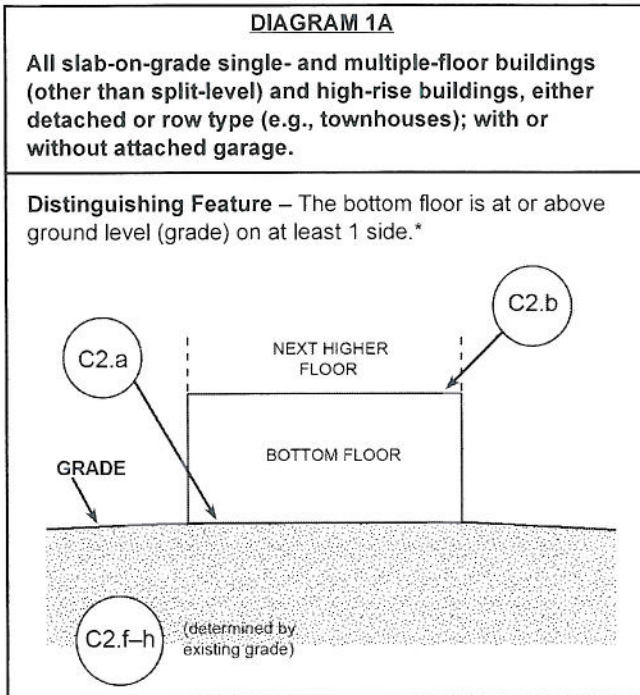 DIAGRAM 1A
All slab-on-grade single- and multiple-floor buildings
(other than split-level) and high-rise buildings, either
detached or row type (e.g., townhouses); with or
without attached garage.
Distinguishing Feature – The bottom floor is at or above
ground level (grade) on at least 1 side.*
C2.b
C2.a
NEXT HIGHER
FLOOR
BOTTOM FLOOR
GRADE
C2.f–h
(determined by
existing grade)